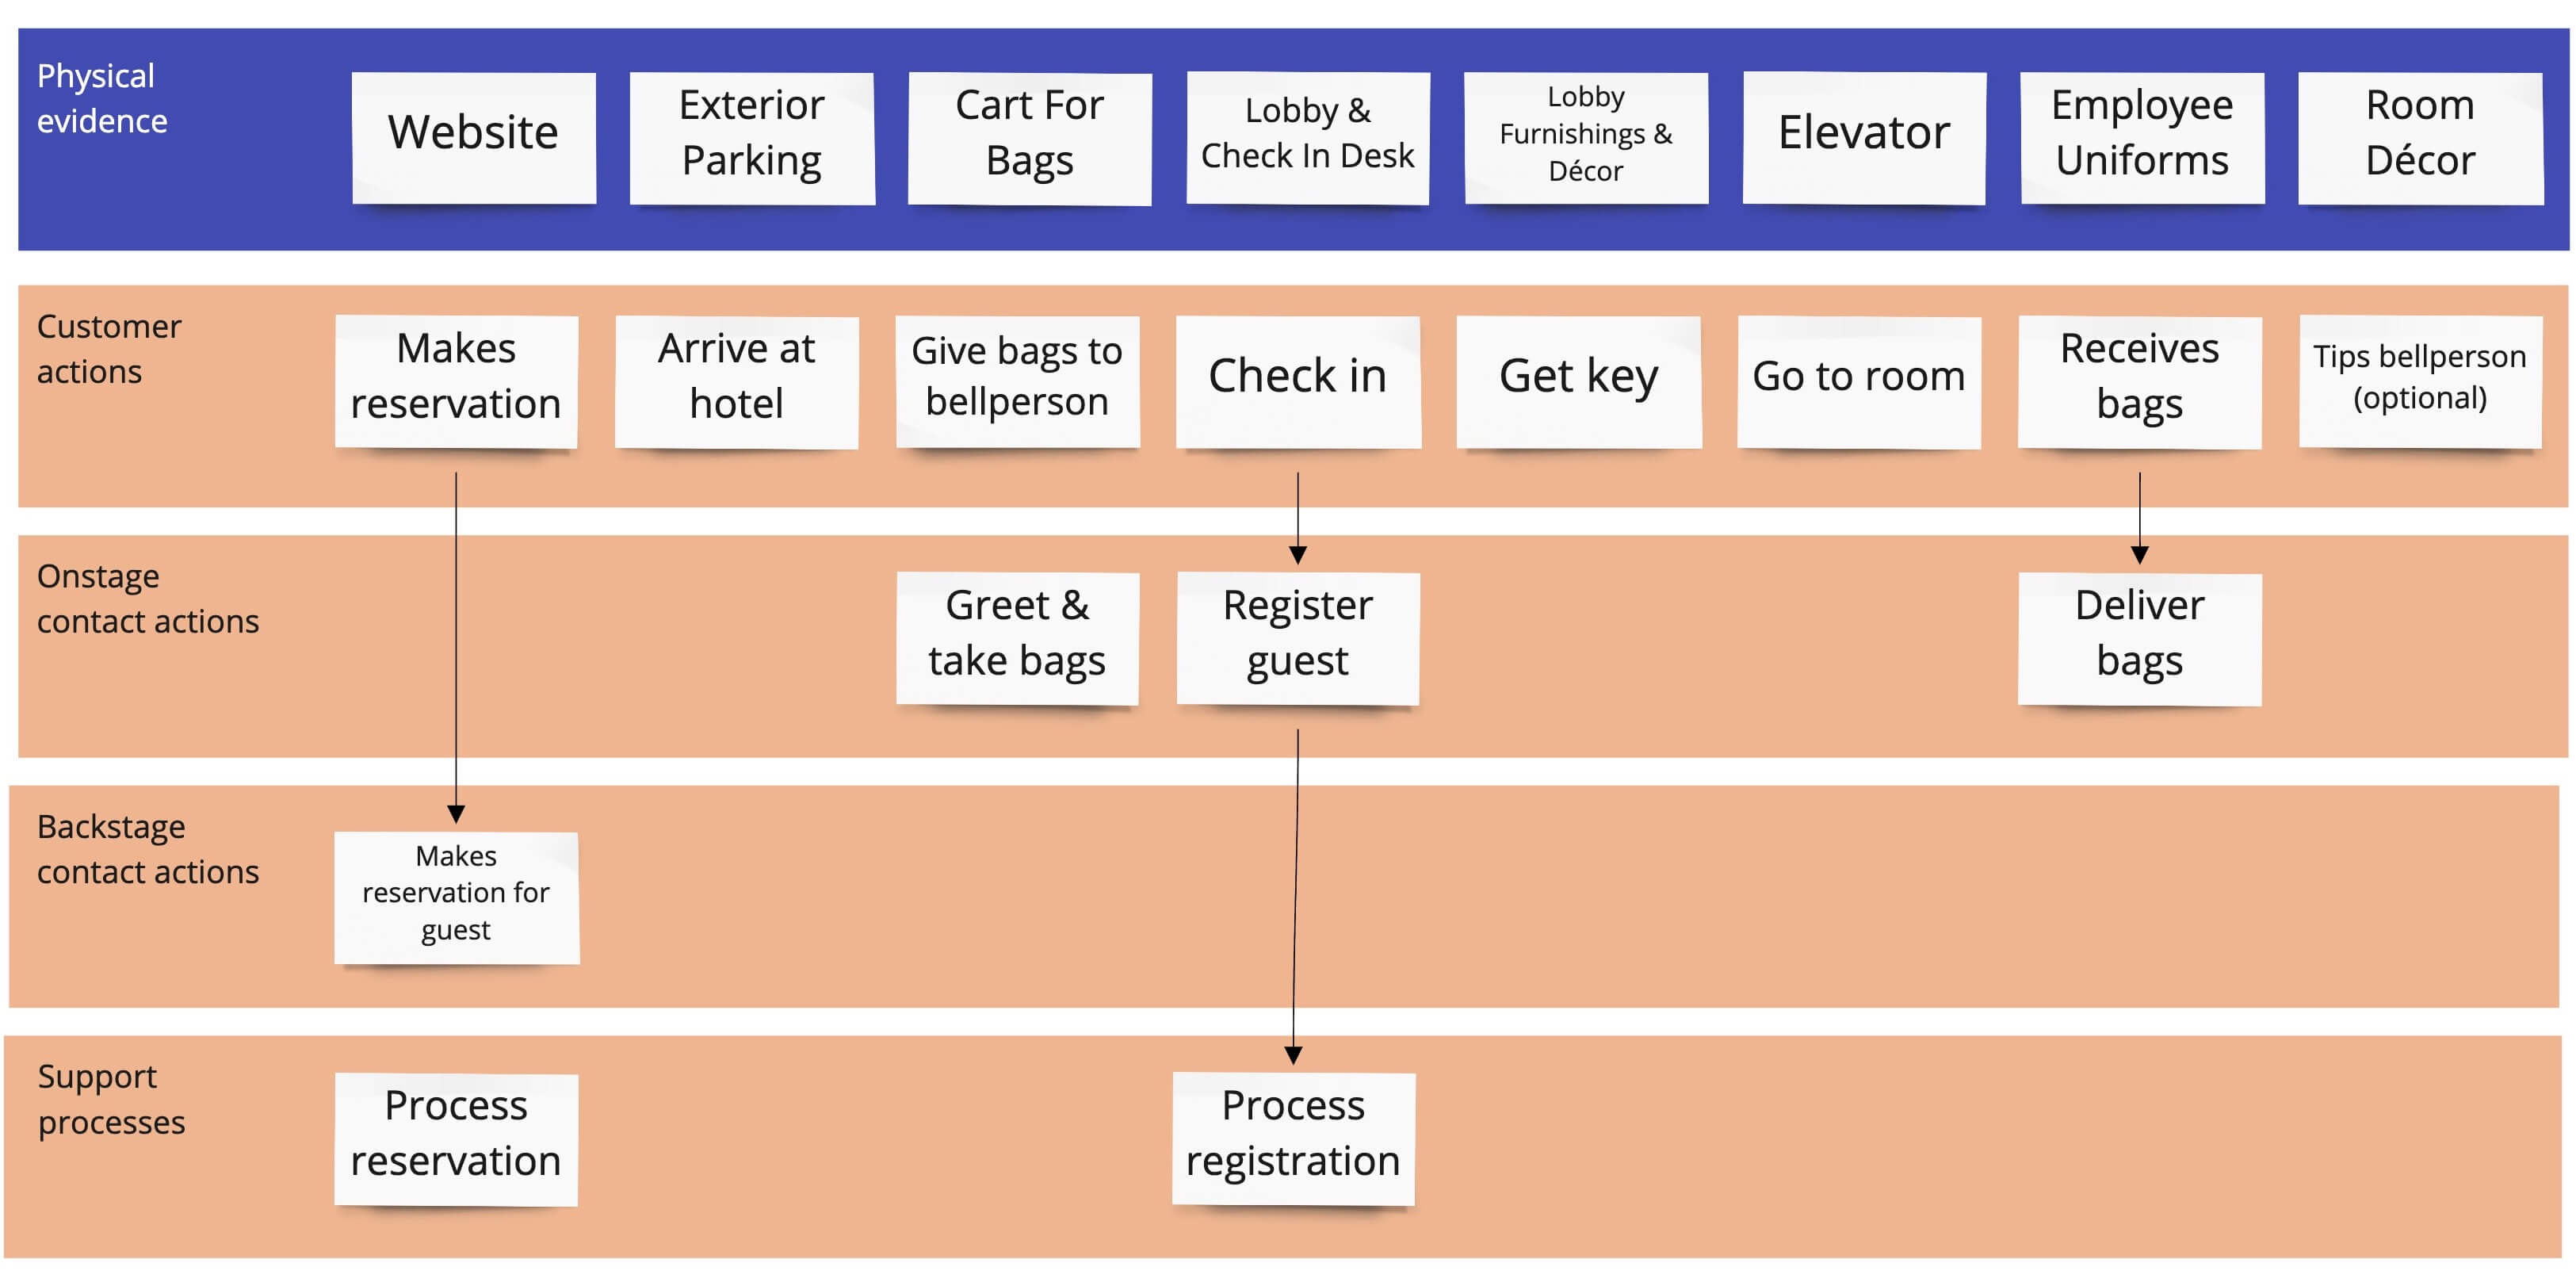 Physical
evidence
Website
Exterior
Parking
Cart For
Bags
Lobby &
Check In Desk
Lobby
Furnishings &
Décor
Elevator
Employee
Uniforms
Room
Décor
Customer
actions
Makes
reservation
Arrive at
hotel
Give bags to
bellperson
Check in
Get key
Go to room
Receives
bags
Tips bellperson
(optional)
Onstage
contact actions
Greet &
take bags
Register
guest
Deliver
bags
Backstage
contact actions
Makes
reservation for
guest
Support
processes
Process
reservation
Process
registration